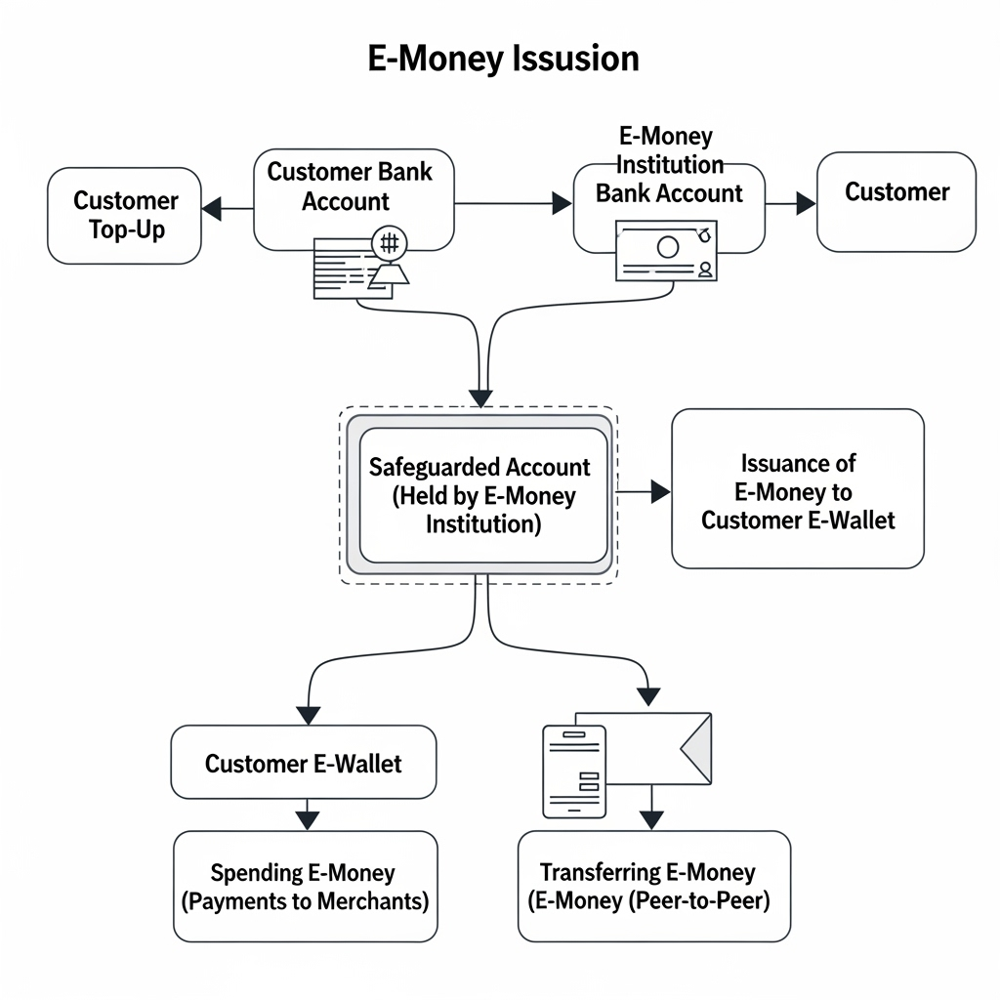 E-Money Issusion
Customer
Top-Up
Customer Bank
Account
E-Money
Institution
Bank Account
Customer
Safeguarded Account
(Held by E-Money
Institution)
Issuance of
E-Money to
Customer E-Wallet
Customer E-Wallet
Spending E-Money
(Payments to Merchants)
Transferring E-Money
(E-Money (Peer-to-Peer)